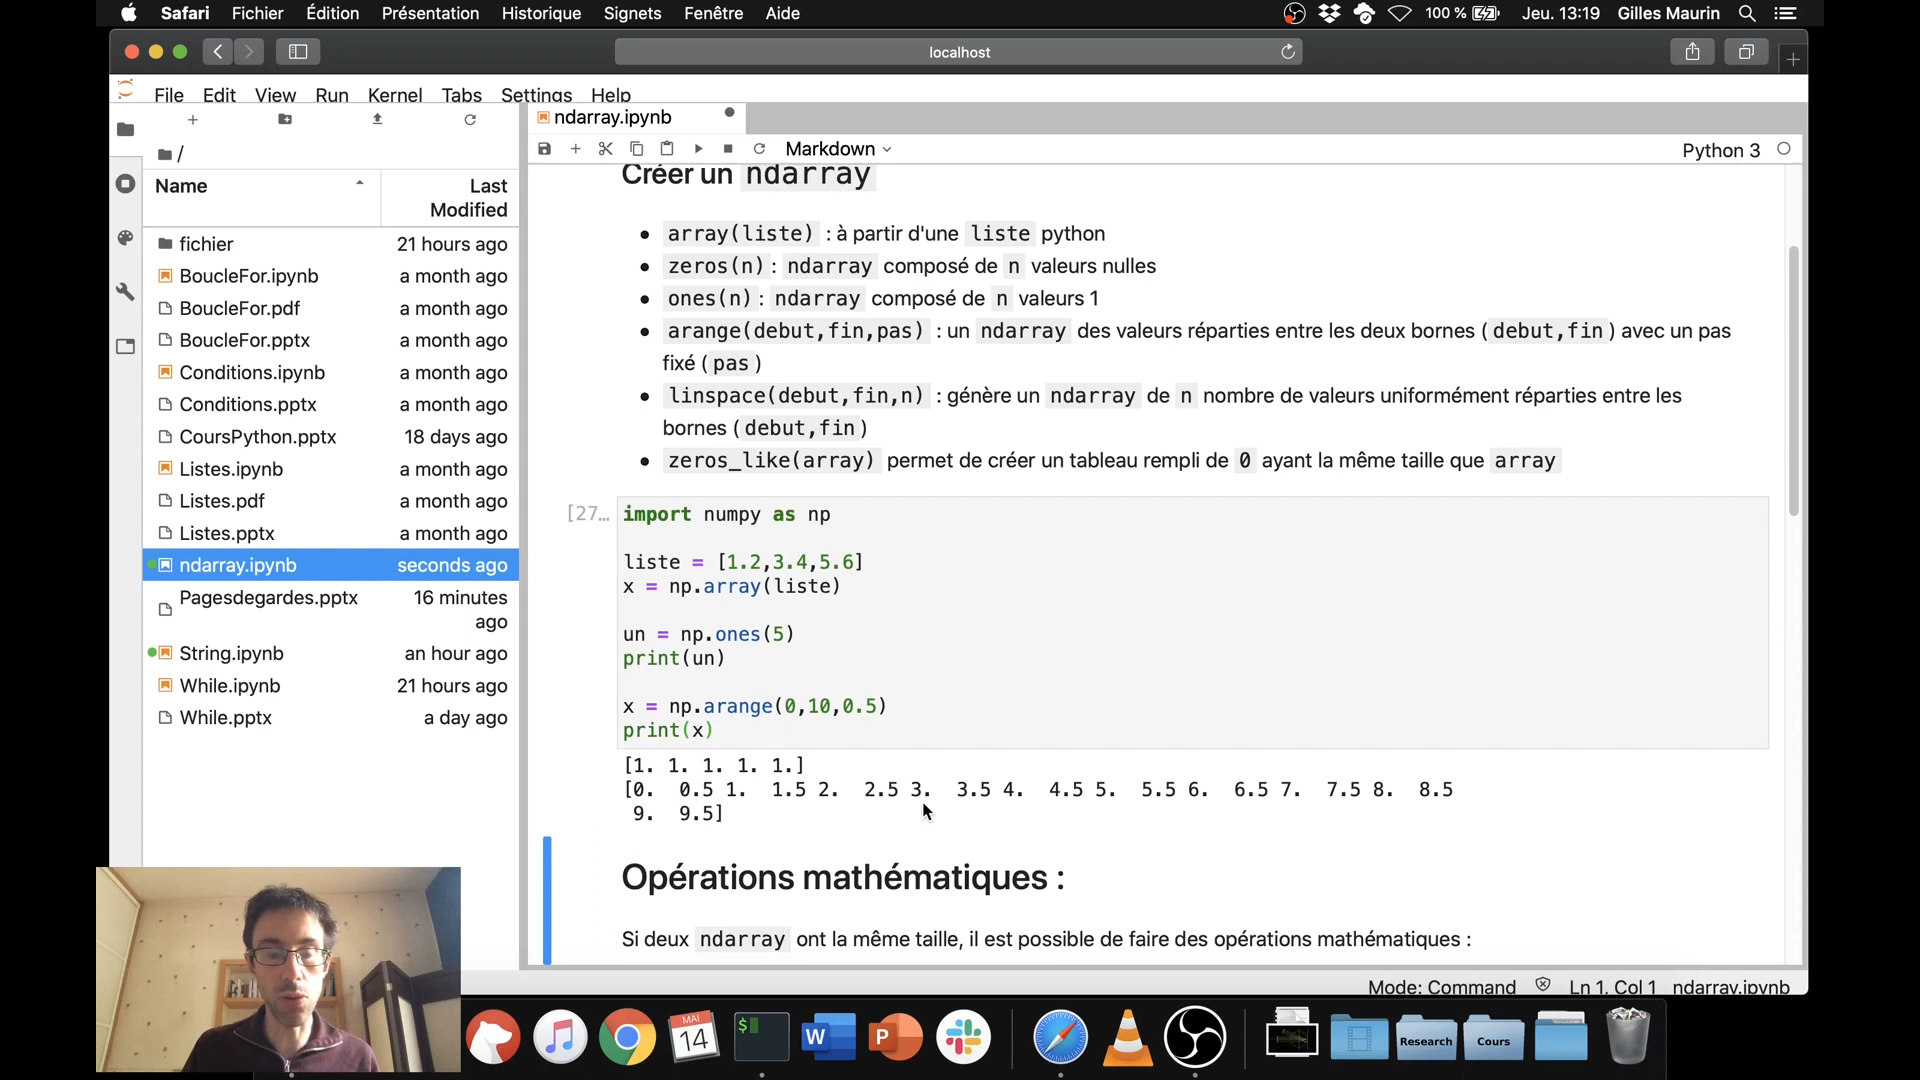 Safari Fichier Édition Présentation Historique Signets Fenêtre Aide 100 % Jeu. 13:19 Gilles Maurin
localhost
File Edit View Run Kernel Tabs Settings Help
ndarray.ipynb
/
Markdown
Python 3
Name Last Modified
fichier 21 hours ago
BoucleFor.ipynb a month ago
BoucleFor.pdf a month ago
BoucleFor.pptx a month ago
Conditions.ipynb a month ago
Conditions.pptx a month ago
CoursPython.pptx 18 days ago
Listes.ipynb a month ago
Listes.pdf a month ago
Listes.pptx a month ago
ndarray.ipynb seconds ago
Pagesdegardes.pptx 16 minutes ago
String.ipynb an hour ago
While.ipynb 21 hours ago
While.pptx a day ago
Créer un ndarray
array(liste) : à partir d'une liste python
zeros(n) : ndarray composé de n valeurs nulles
ones(n) : ndarray composé de n valeurs 1
arange(debut,fin,pas) : un ndarray des valeurs réparties entre les deux bornes ( debut,fin ) avec un pas
fixé ( pas )
linspace(debut,fin,n) : génère un ndarray de n nombre de valeurs uniformément réparties entre les
bornes ( debut,fin )
zeros_like(array) permet de créer un tableau rempli de 0 ayant la même taille que array
[27…
import numpy as np
liste = [1.2,3.4,5.6]
x = np.array(liste)
un = np.ones(5)
print(un)
x = np.arange(0,10,0.5)
print(x)
[1. 1. 1. 1. 1.]
[0. 0.5 1. 1.5 2. 2.5 3. 3.5 4. 4.5 5. 5.5 6. 6.5 7. 7.5 8. 8.5
9. 9.5]
Opérations mathématiques :
Si deux ndarray ont la même taille, il est possible de faire des opérations mathématiques :
Mode: Command Ln 1, Col 1 ndarray.ipynb
MAI
14
$
W
P
Research
Cours